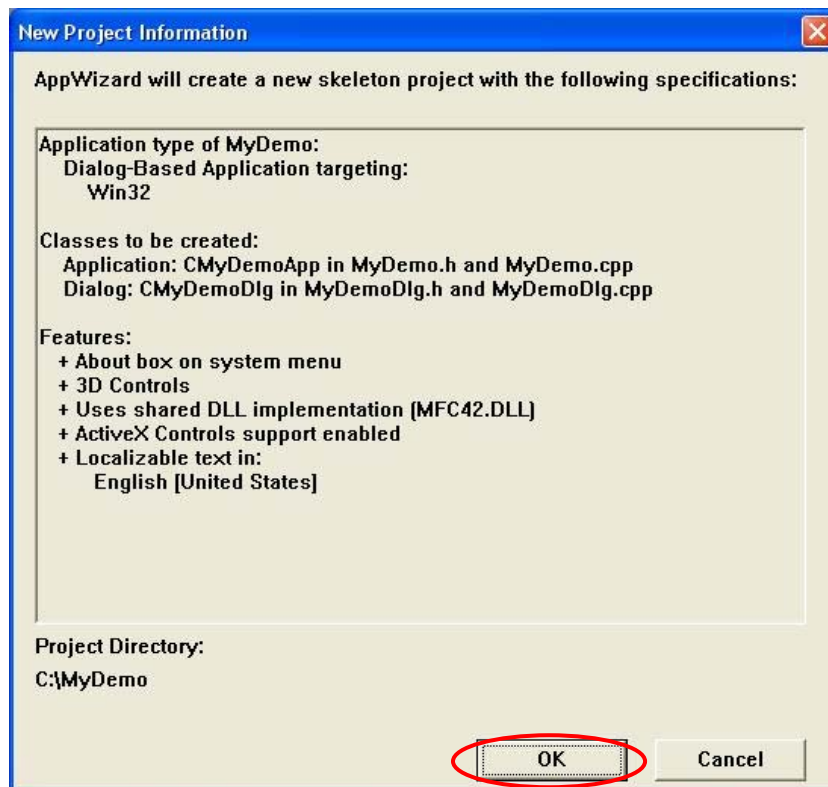 New Project Information
AppWizard will create a new skeleton project with the following specifications:
Application type of MyDemo:
Dialog-Based Application targeting:
Win32
Classes to be created:
Application: CMyDemoApp in MyDemo.h and MyDemo.cpp
Dialog: CMyDemoDlg in MyDemoDlg.h and MyDemoDlg.cpp
Features:
+ About box on system menu
+ 3D Controls
+ Uses shared DLL implementation (MFC42.DLL)
+ ActiveX Controls support enabled
+ Localizable text in:
English [United States]
Project Directory:
C:\MyDemo
OK Cancel